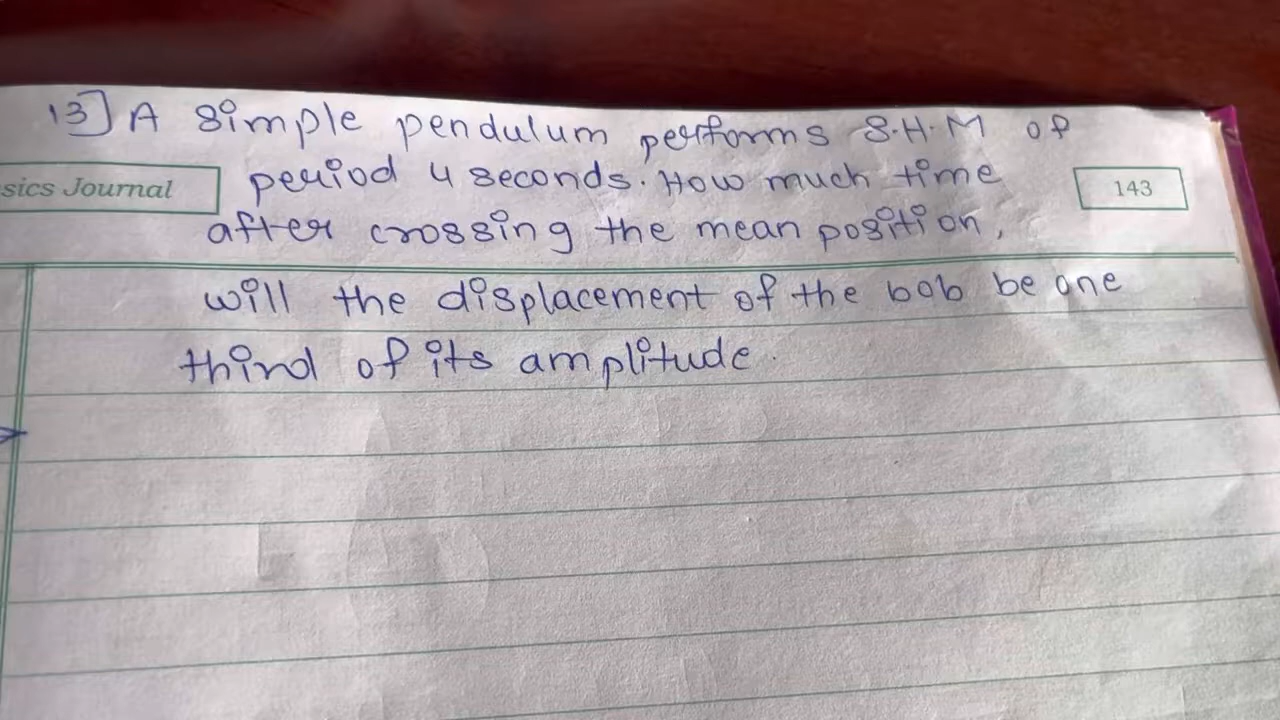 13] A simple pendulum performs S.H.M of
sics Journal
period 4 seconds. How much time
143
after crossing the mean position,
will the displacement of the bob be one
third of its amplitude.